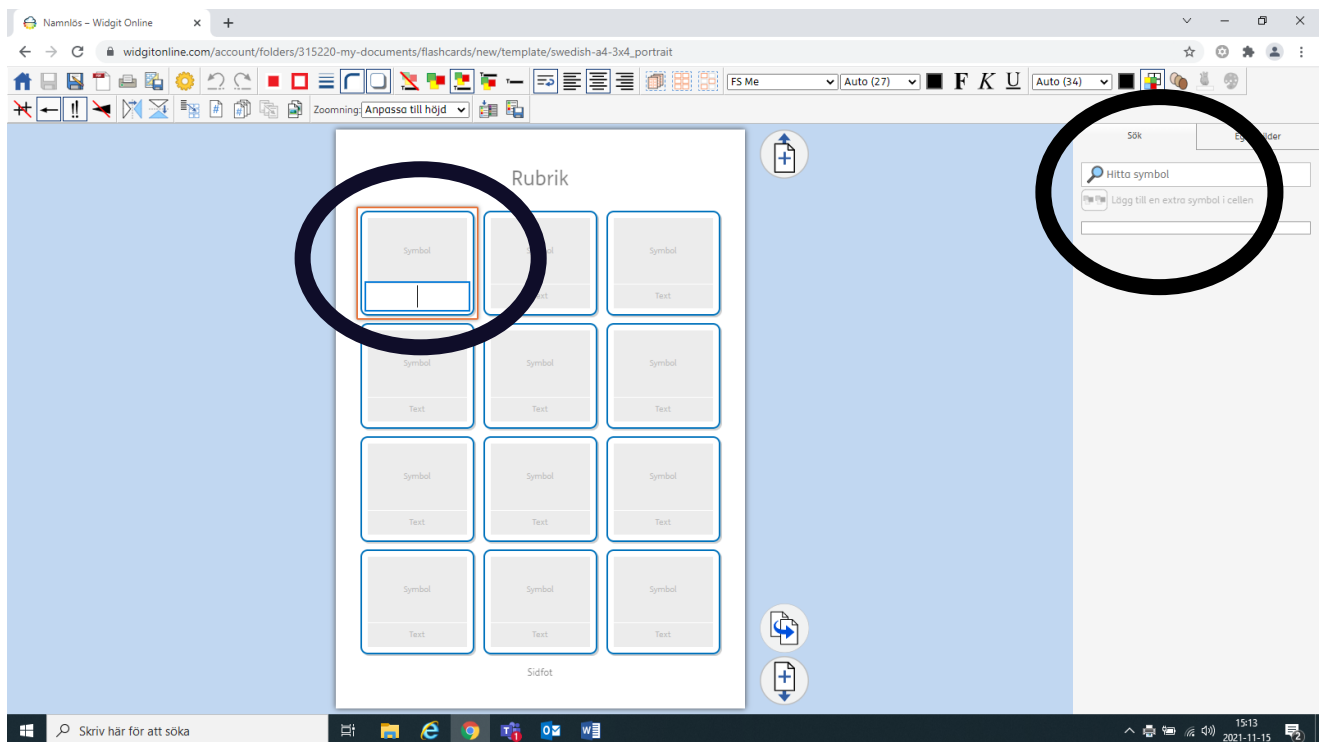 Namnlös – Widgit Online
widgitonline.com/account/folders/315220-my-documents/flashcards/new/template/swedish-a4-3x4_portrait
FS Me Auto (27) F K U Auto (34)
Zoomning: Anpassa till höjd
Sök
Hitta symbol
Lägg till en extra symbol i cellen
Rubrik
Symbol Symbol
Text
Symbol Symbol Symbol
Text Text Text
Symbol Symbol Symbol
Text Text Text
Symbol Symbol Symbol
Text Text Text
Sidfot
Skriv här för att söka
15:13
2021-11-15